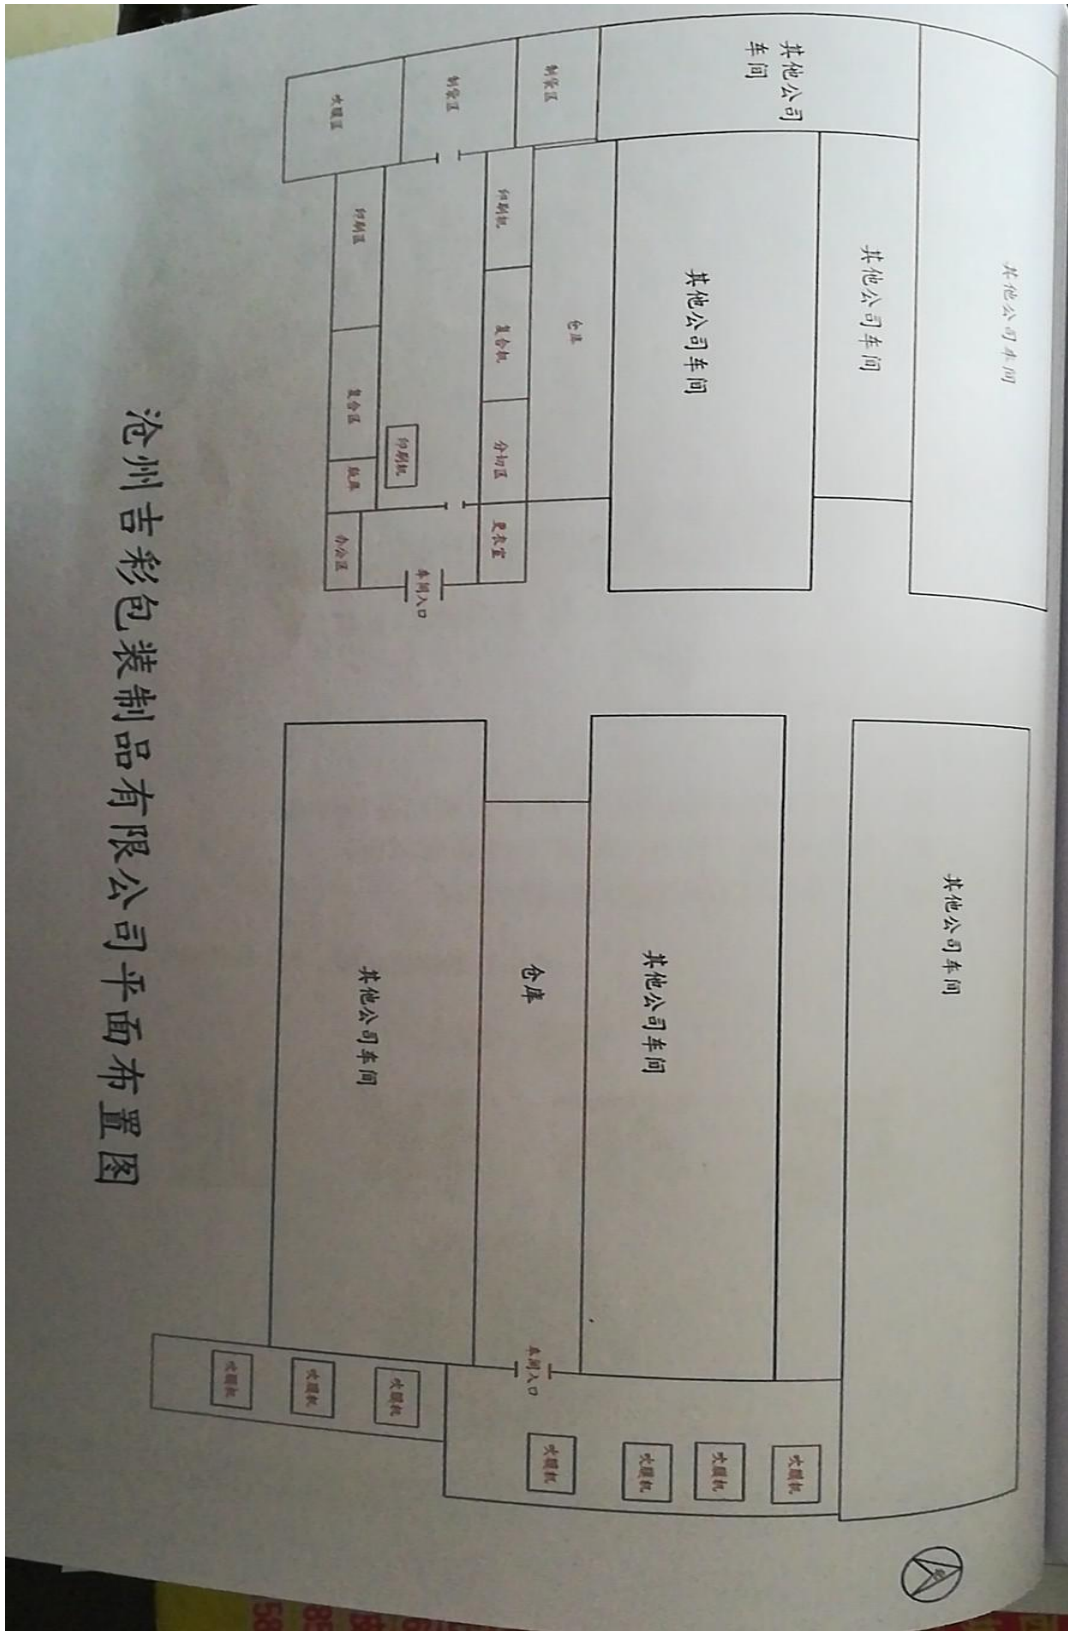 其他公司车间
其他公司
车间
其他公司车间
其他公司车间
制袋区
制袋区
吹膜区
仓库
印刷机
复合机
分切区
更衣室
印刷机
车间入口
印刷区
复合区
胶库
办公区
其他公司车间
其他公司车间
仓库
其他公司车间
车间入口
吹膜机
吹膜机
吹膜机
吹膜机
吹膜机
吹膜机
吹膜机
沧州吉彩包装制品有限公司平面布置图